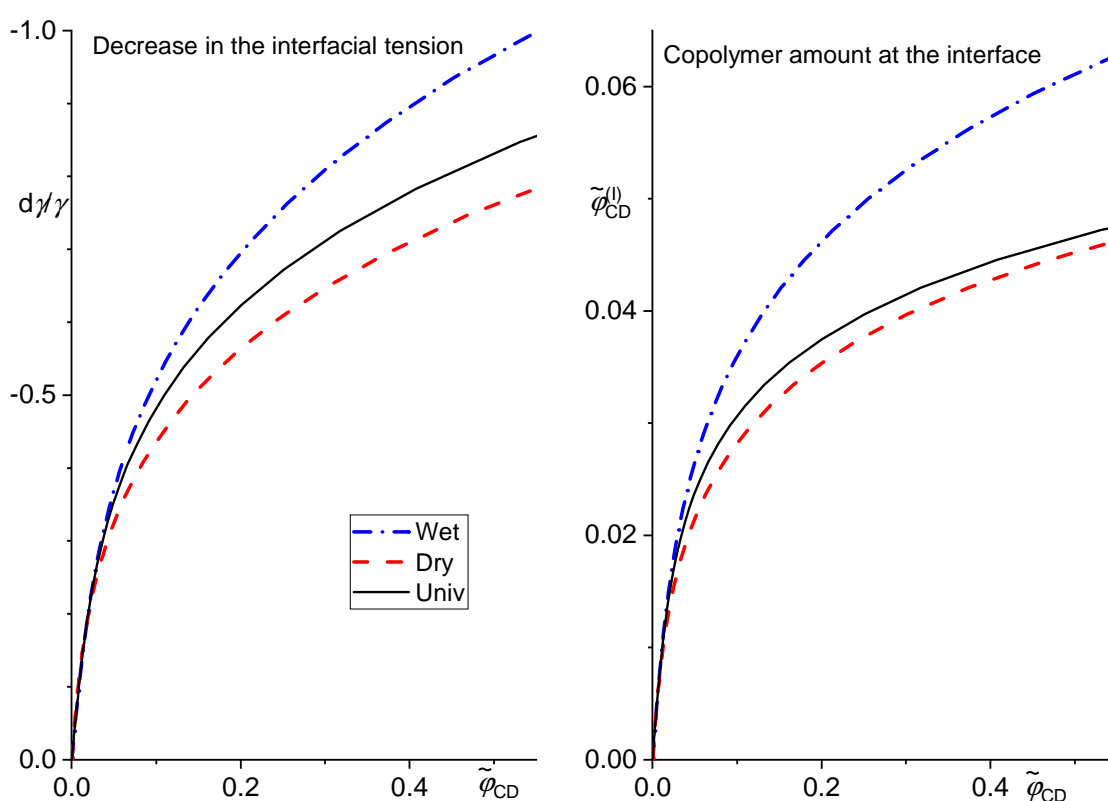 Decrease in the interfacial tension
-1.0
dγ/γ
-0.5
0.0
0.0
0.2
0.4
φ̃CD
Wet
Dry
Univ
Copolymer amount at the interface
0.06
φ̃CD(I)
0.04
0.02
0.00
0.0
0.2
0.4
φ̃CD